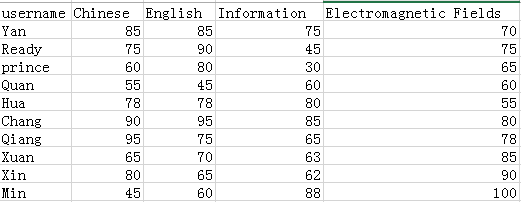 username Chinese English Information Electromagnetic Fields
Yan 85 85 75 70
Ready 75 90 45 75
prince 60 80 30 65
Quan 55 45 60 60
Hua 78 78 80 55
Chang 90 95 85 80
Qiang 95 75 65 78
Xuan 65 70 63 85
Xin 80 65 62 90
Min 45 60 88 100